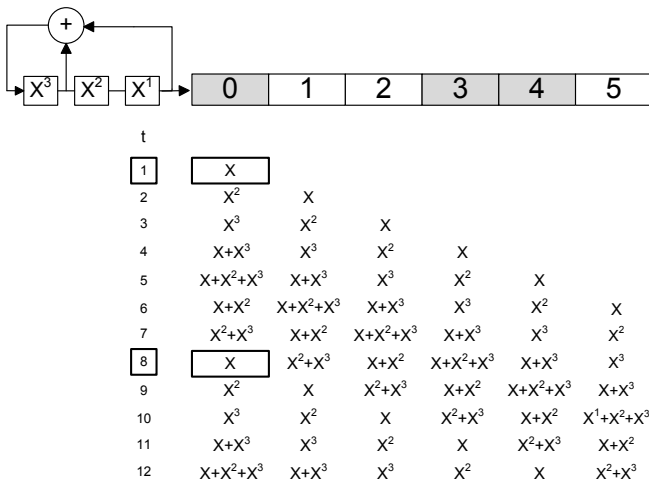 +
X³ X² X¹ 0 1 2 3 4 5
t
1 X
2 X² X
3 X³ X² X
4 X+X³ X³ X² X
5 X+X²+X³ X+X³ X³ X² X
6 X+X² X+X²+X³ X+X³ X³ X² X
7 X²+X³ X+X² X+X²+X³ X+X³ X³ X²
8 X X²+X³ X+X² X+X²+X³ X+X³ X³
9 X² X X²+X³ X+X² X+X²+X³ X+X³
10 X³ X² X X²+X³ X+X² X¹+X²+X³
11 X+X³ X³ X² X X²+X³ X+X²
12 X+X²+X³ X+X³ X³ X² X X²+X³